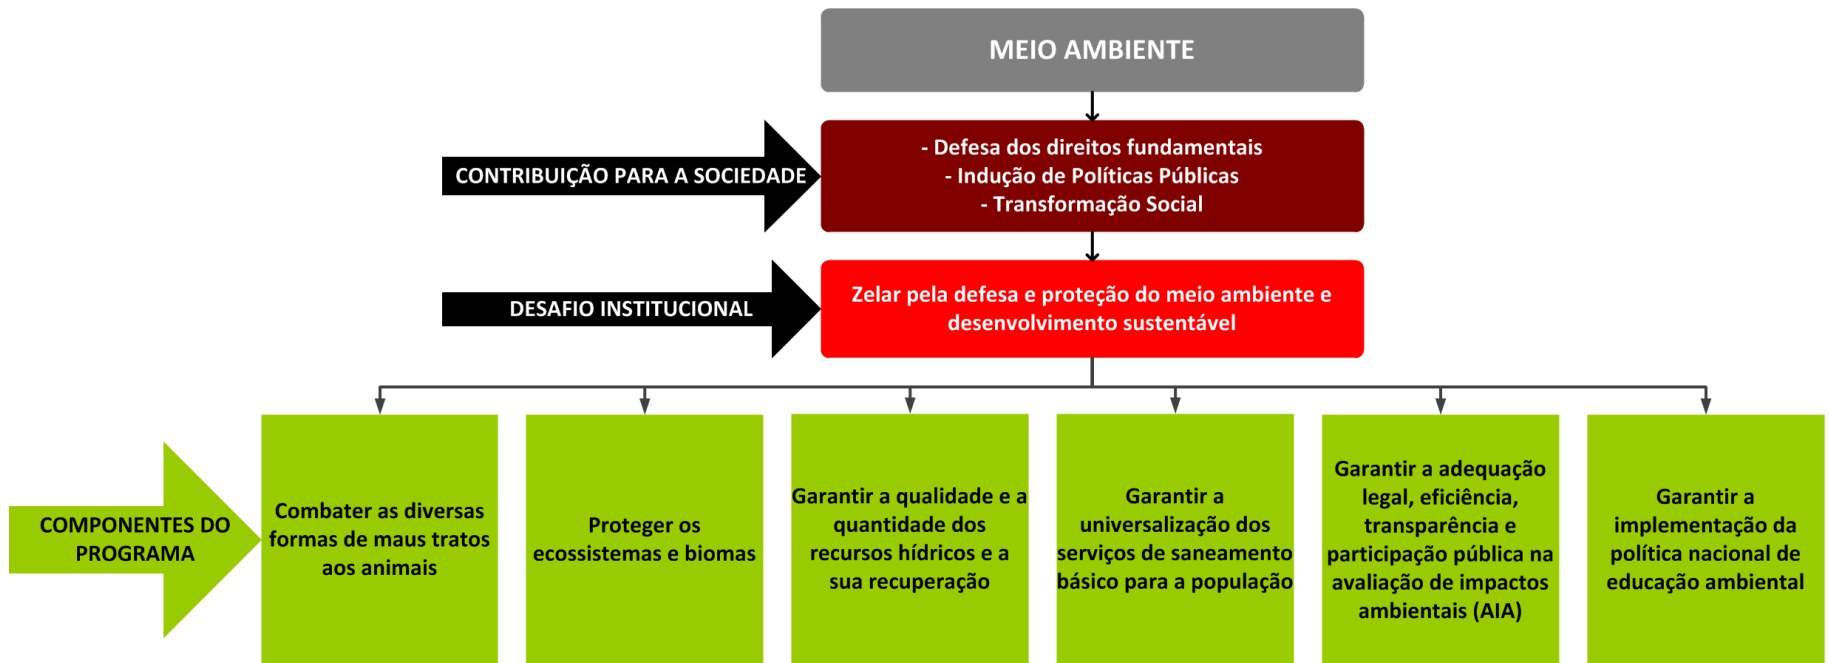 MEIO AMBIENTE
CONTRIBUIÇÃO PARA A SOCIEDADE
- Defesa dos direitos fundamentais
- Indução de Políticas Públicas
- Transformação Social
DESAFIO INSTITUCIONAL
Zelar pela defesa e proteção do meio ambiente e
desenvolvimento sustentável
COMPONENTES DO
PROGRAMA
Combater as diversas
formas de maus tratos
aos animais
Proteger os
ecossistemas e biomas
Garantir a qualidade e a
quantidade dos
recursos hídricos e a
sua recuperação
Garantir a
universalização dos
serviços de saneamento
básico para a população
Garantir a adequação
legal, eficiência,
transparência e
participação pública na
avaliação de impactos
ambientais (AIA)
Garantir a
implementação da
política nacional de
educação ambiental